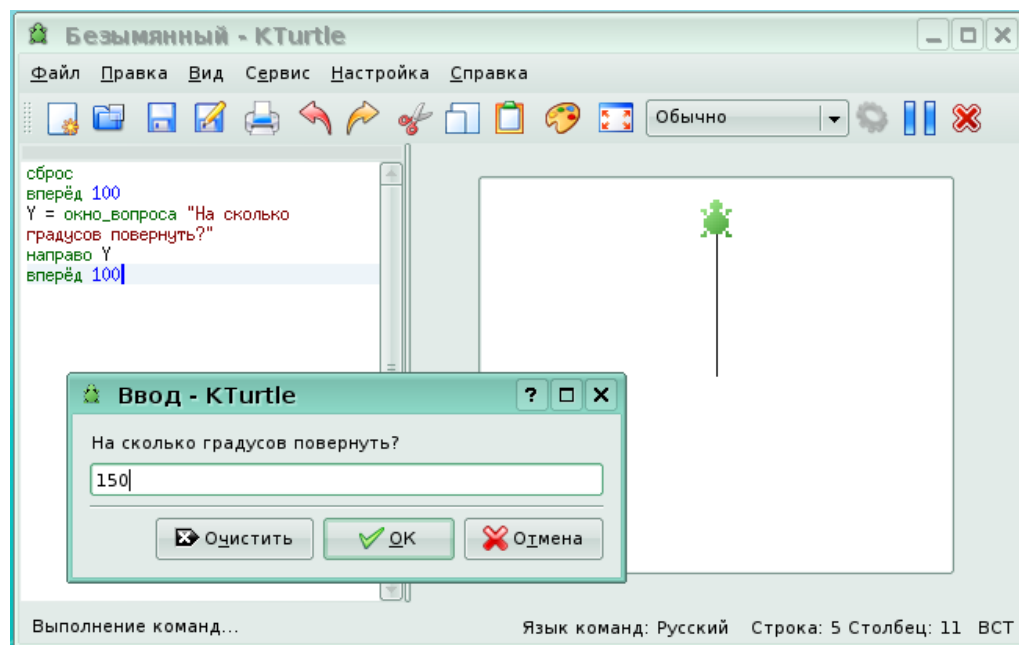 Безымянный - KTurtle
Файл Правка Вид Сервис Настройка Справка
Обычно
сброс
вперёд 100
Y = окно_вопроса "На сколько
градусов повернуть?"
направо Y
вперёд 100
Ввод - KTurtle
На сколько градусов повернуть?
150
Очистить OK Отмена
Выполнение команд... Язык команд: Русский Строка: 5 Столбец: 11 ВСТ